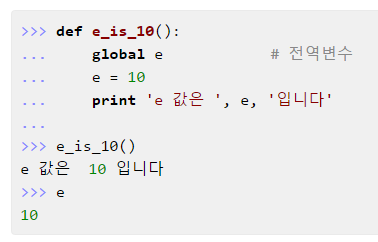 >>> def e_is_10():
...     global e            # 전역변수
...     e = 10
...     print 'e 값은 ', e, '입니다'
...
>>> e_is_10()
e 값은  10 입니다
>>> e
10